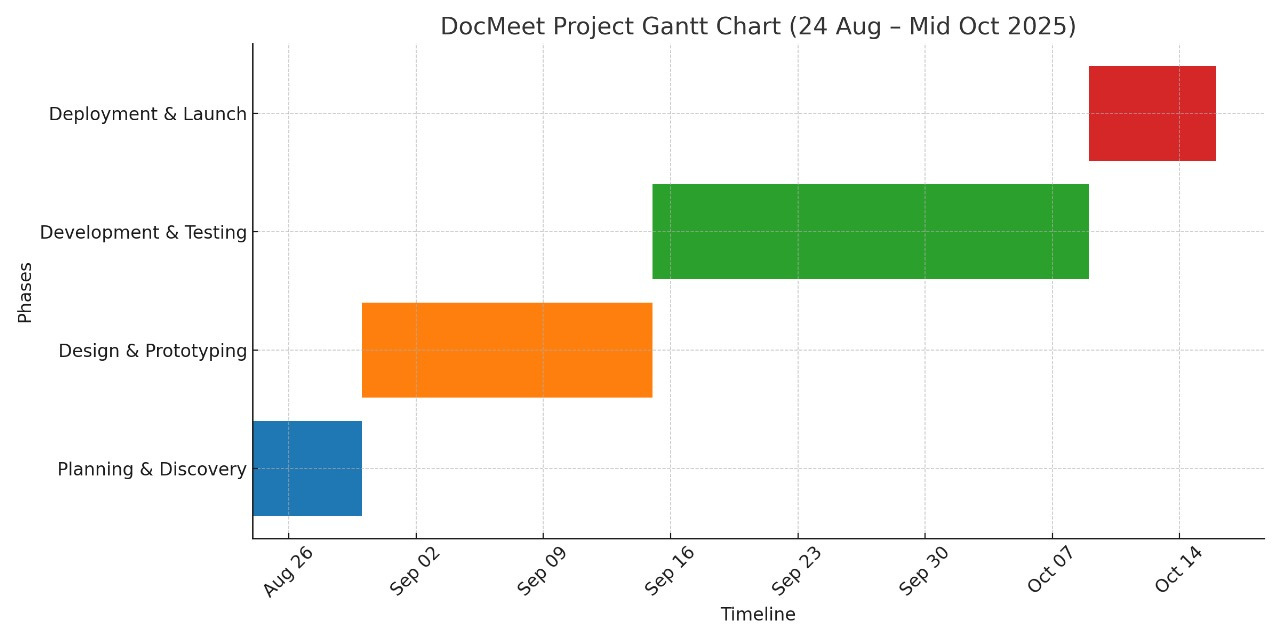 DocMeet Project Gantt Chart (24 Aug – Mid Oct 2025)
Deployment & Launch
Development & Testing
Design & Prototyping
Planning & Discovery
Phases
Aug 26
Sep 02
Sep 09
Sep 16
Sep 23
Sep 30
Oct 07
Oct 14
Timeline